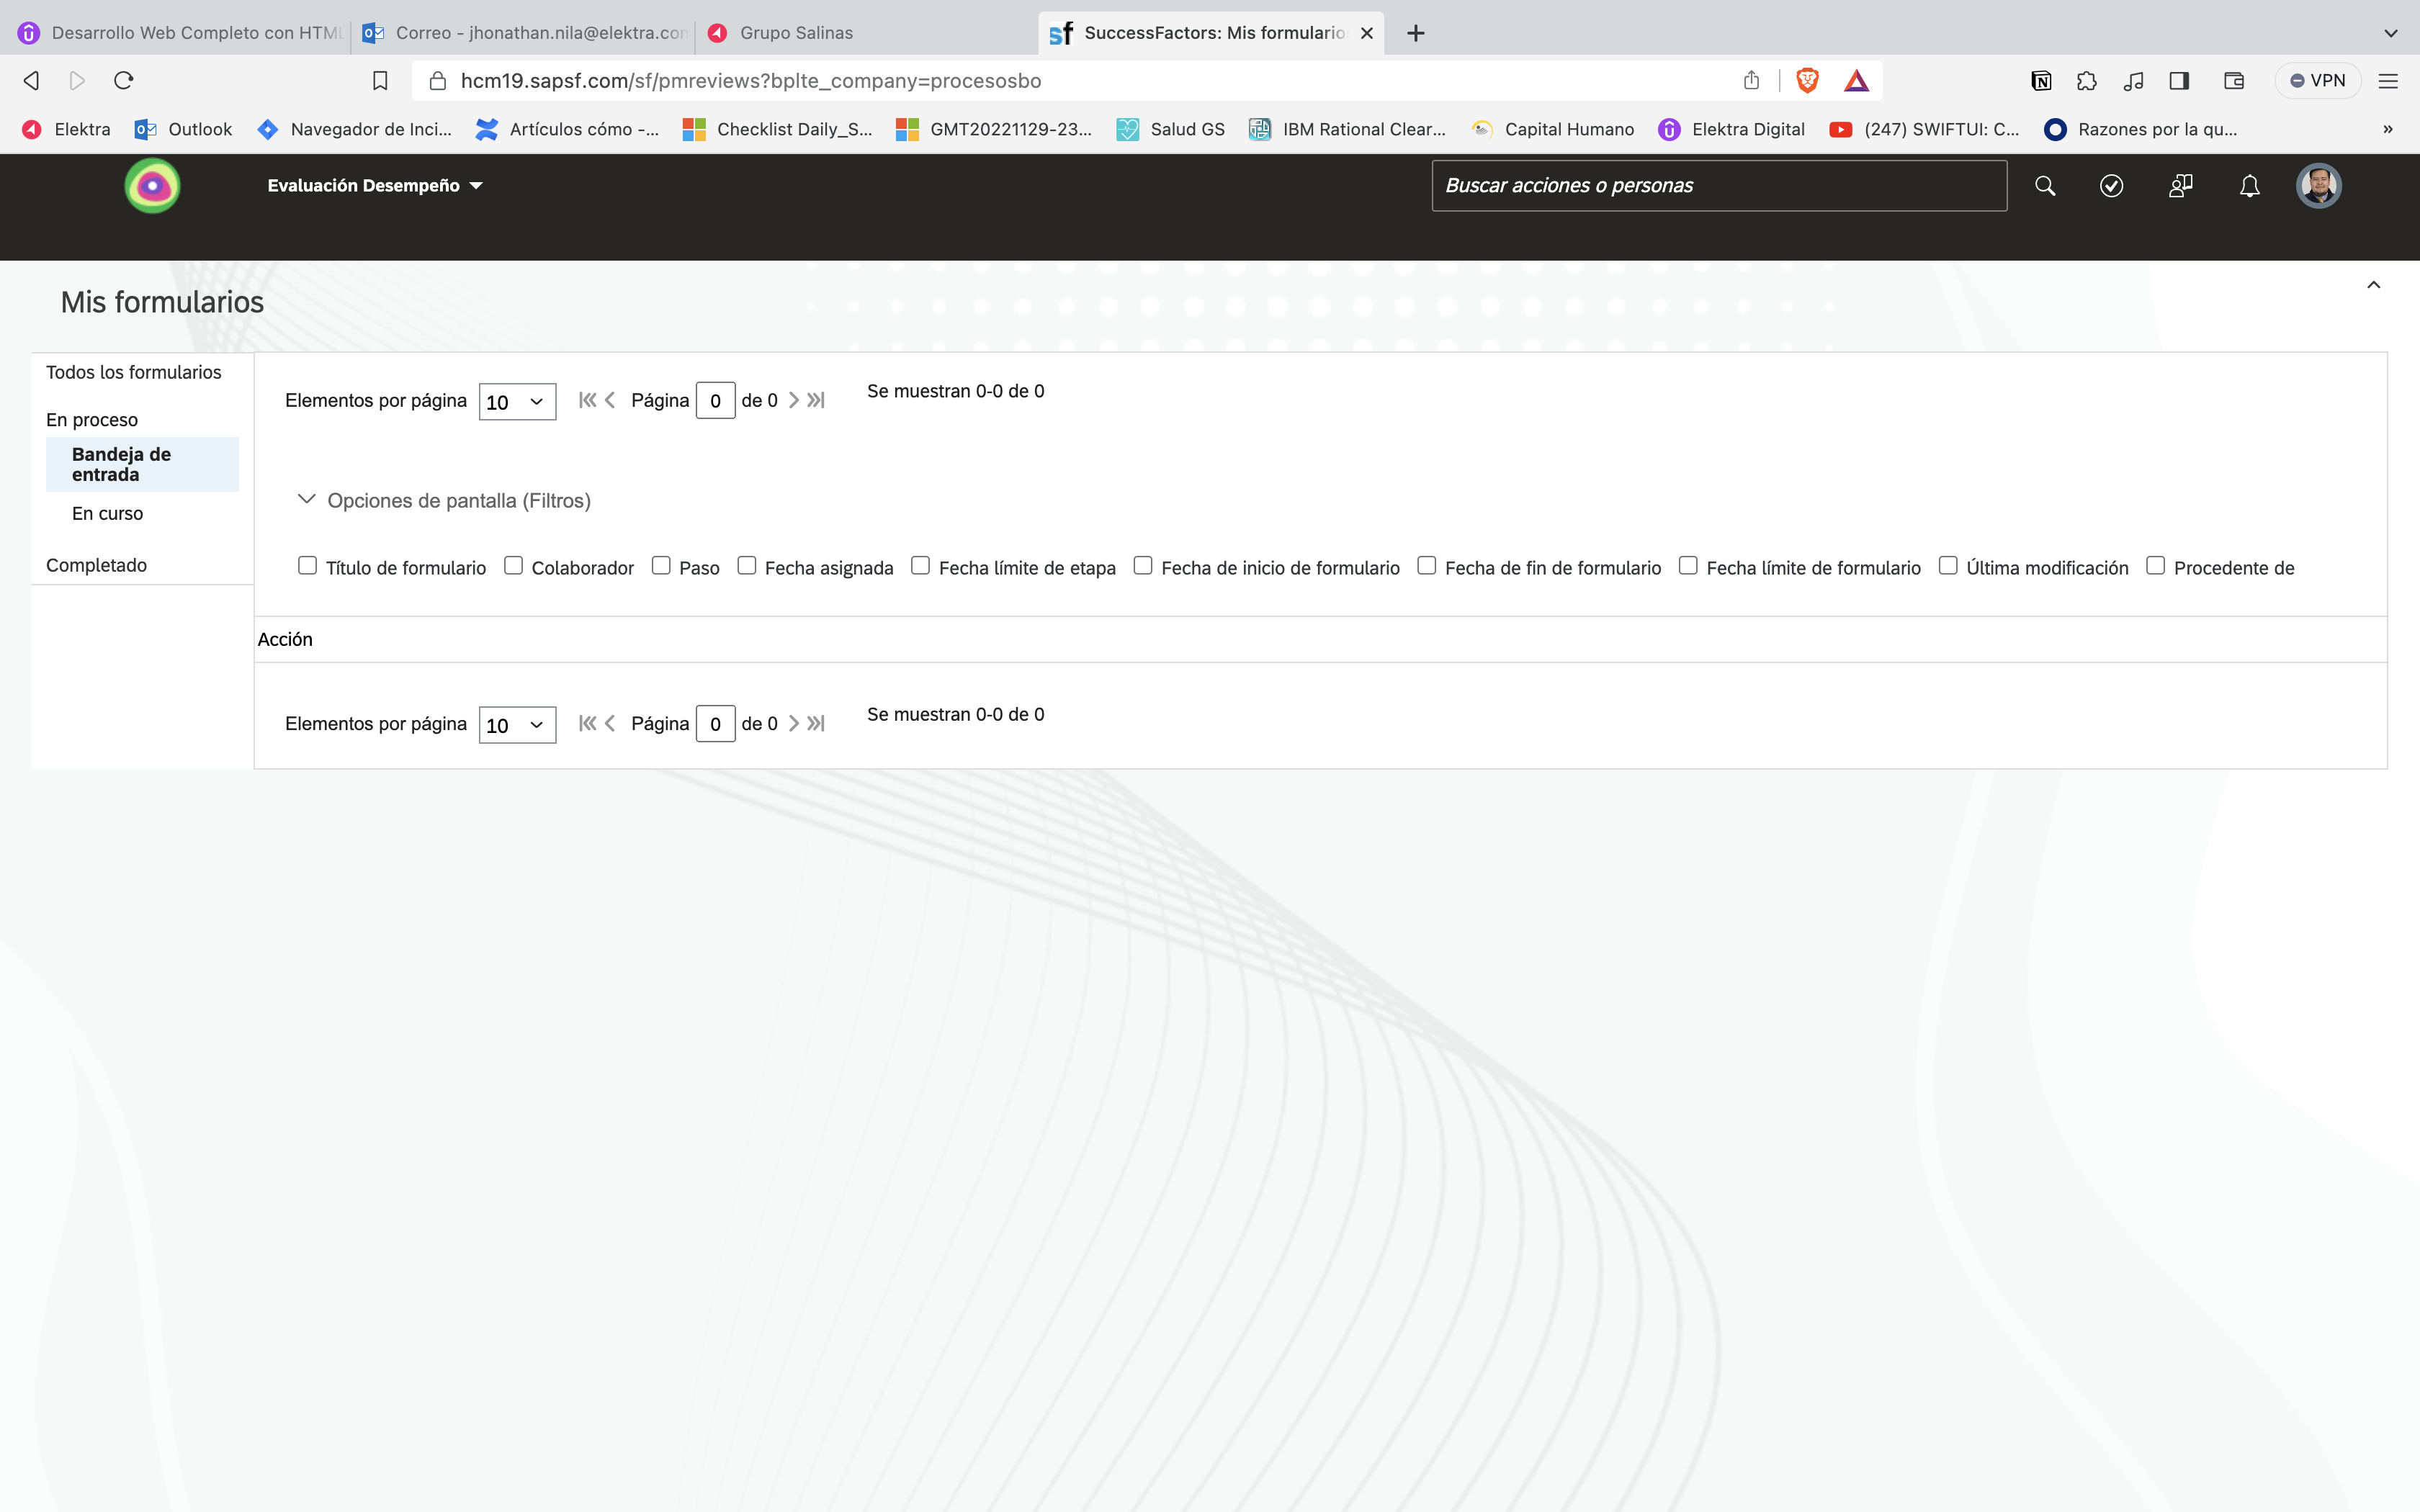 Desarrollo Web Completo con HTML
Correo - jhonathan.nila@elektra.com
Grupo Salinas
SuccessFactors: Mis formulario
hcm19.sapsf.com/sf/pmreviews?bplte_company=procesosbo
VPN
Elektra
Outlook
Navegador de Inci...
Artículos cómo -...
Checklist Daily_S...
GMT20221129-23...
Salud GS
IBM Rational Clear...
Capital Humano
Elektra Digital
(247) SWIFTUI: C...
Razones por la qu...
»
Evaluación Desempeño
Buscar acciones o personas
Mis formularios
Todos los formularios
En proceso
Bandeja de
entrada
En curso
Completado
Elementos por página 10 Página 0 de 0 Se muestran 0-0 de 0
Opciones de pantalla (Filtros)
Título de formulario Colaborador Paso Fecha asignada Fecha límite de etapa Fecha de inicio de formulario Fecha de fin de formulario Fecha límite de formulario Última modificación Procedente de
Acción
Elementos por página 10 Página 0 de 0 Se muestran 0-0 de 0